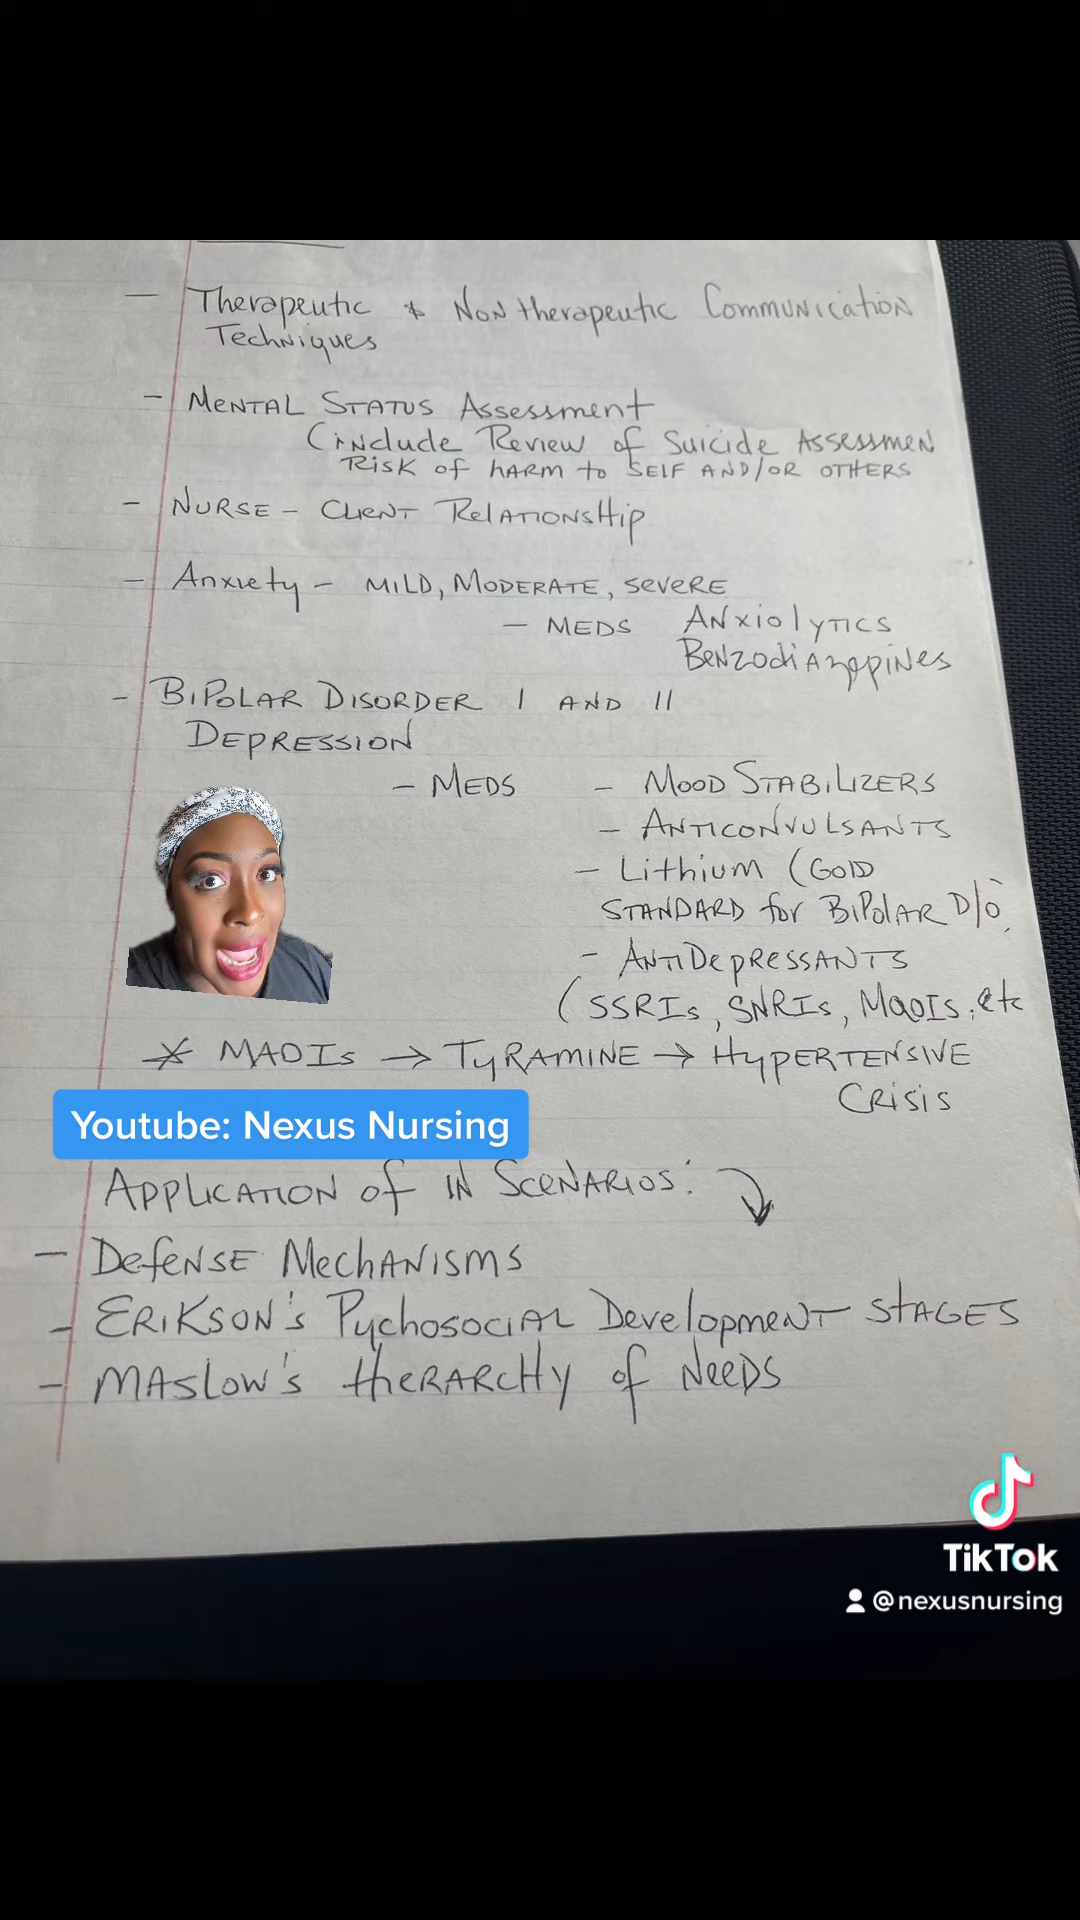 - Therapeutic & Nontherapeutic Communication
Techniques
- Mental Status Assessment
(include Review of Suicide Assessmen
Risk of harm to self and/or others
- Nurse - Client Relationship
- Anxiety - Mild, Moderate, severe
- Meds Anxiolytics
Benzodiazepines
- Bipolar Disorder I and II
Depression
- Meds - Mood Stabilizers
- Anticonvulsants
- Lithium (Gold
Standard for Bipolar D/o
- Antidepressants
(SSRIs, SNRIs, MaoIs, etc
* MAOIs → Tyramine → Hypertensive
Crisis
Youtube: Nexus Nursing
Application of in Scenarios:
- Defense Mechanisms
- Erikson's Pychosocial Development Stages
- Maslow's Hierarchy of Needs
TikTok
@nexusnursing